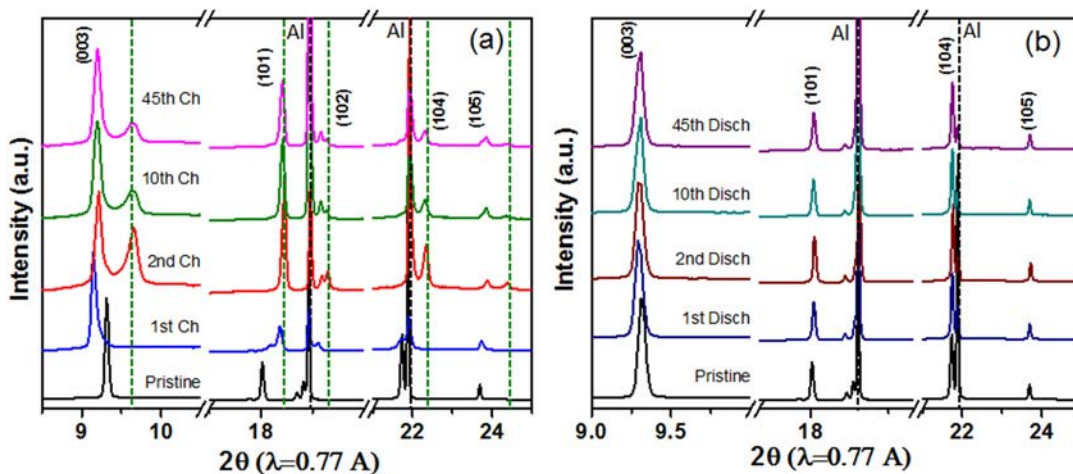 Al
Al
(a)
(003)
(101)
(102)
(104)
(105)
45th Ch
10th Ch
2nd Ch
1st Ch
Pristine
Intensity (a.u.)
9
10
18
22
24
2θ (λ=0.77 A)
Al
Al
(b)
(003)
(101)
(104)
(105)
45th Disch
10th Disch
2nd Disch
1st Disch
Pristine
Intensity (a.u.)
9.0
9.5
18
22
24
2θ (λ=0.77 A)